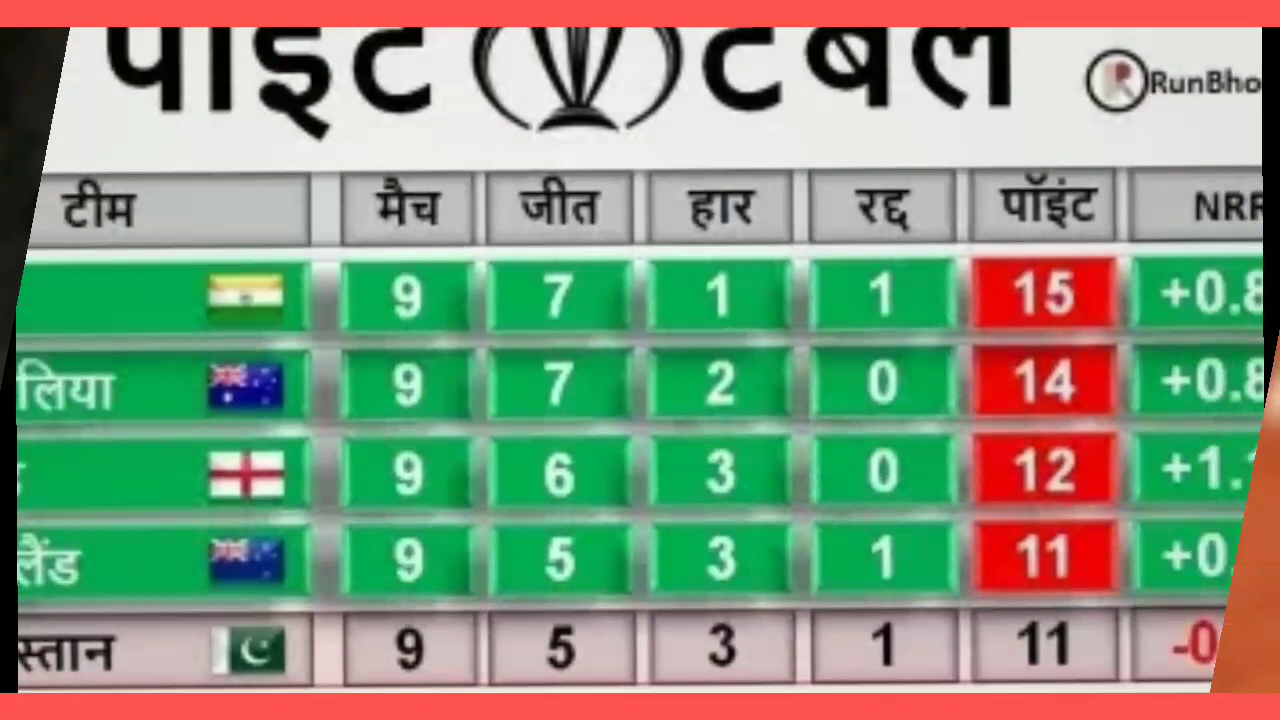 पॉइंट टेबल
RunBho
टीम मैच जीत हार रद्द पॉइंट NRR
9 7 1 1 15 +0.8
लिया 9 7 2 0 14 +0.8
9 6 3 0 12 +1.
लैंड 9 5 3 1 11 +0.
स्तान 9 5 3 1 11 -0